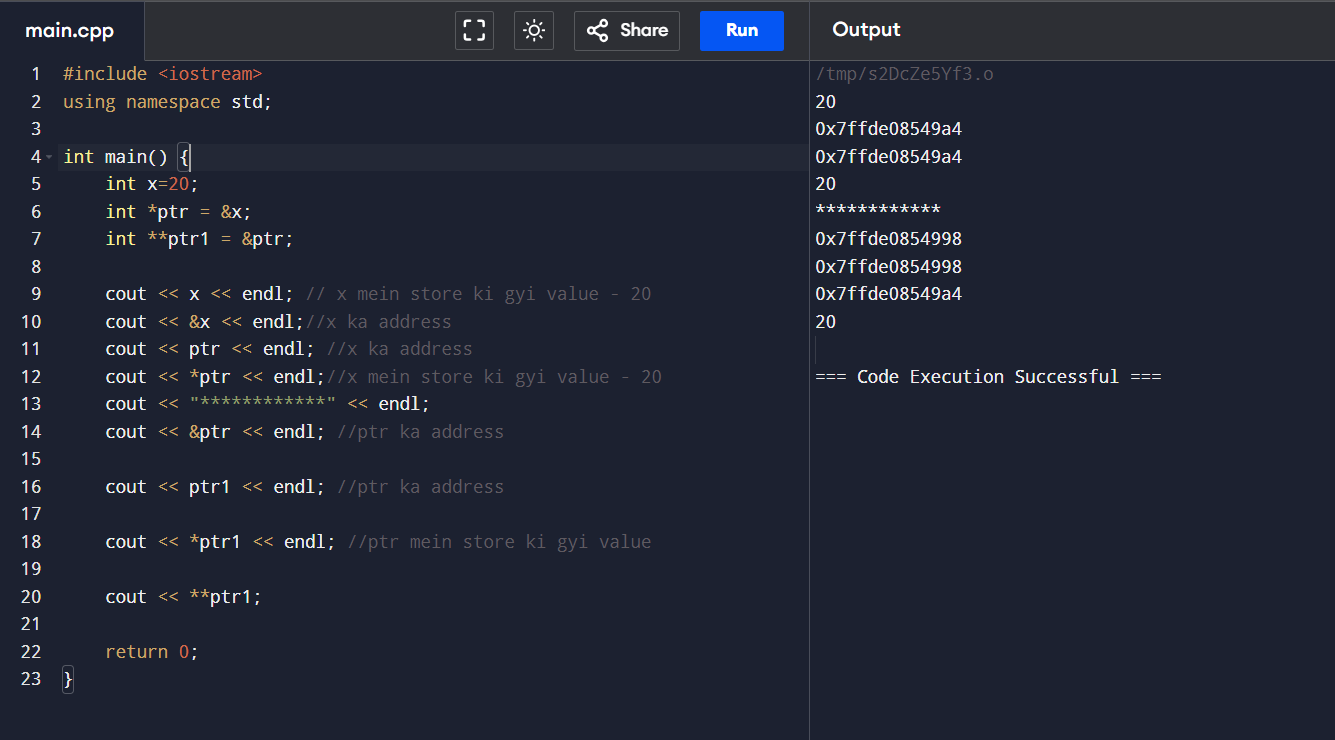 main.cpp
Share
Run
Output
1 #include <iostream>
2 using namespace std;
3
4 int main() {
5 int x=20;
6 int *ptr = &x;
7 int **ptr1 = &ptr;
8
9 cout << x << endl; // x mein store ki gyi value - 20
10 cout << &x << endl;//x ka address
11 cout << ptr << endl; //x ka address
12 cout << *ptr << endl;//x mein store ki gyi value - 20
13 cout << "************" << endl;
14 cout << &ptr << endl; //ptr ka address
15
16 cout << ptr1 << endl; //ptr ka address
17
18 cout << *ptr1 << endl; //ptr mein store ki gyi value
19
20 cout << **ptr1;
21
22 return 0;
23 }
/tmp/s2DcZe5Yf3.o
20
0x7ffde08549a4
0x7ffde08549a4
20
************
0x7ffde0854998
0x7ffde0854998
0x7ffde08549a4
20
=== Code Execution Successful ===